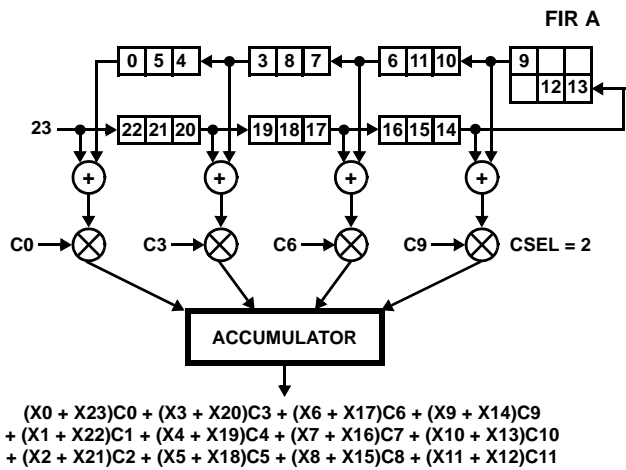 FIR A
0 5 4 3 8 7 6 11 10 9
12 13
23 22 21 20 19 18 17 16 15 14
+ + + +
C0 C3 C6 C9 CSEL = 2
ACCUMULATOR
(X0 + X23)C0 + (X3 + X20)C3 + (X6 + X17)C6 + (X9 + X14)C9
+ (X1 + X22)C1 + (X4 + X19)C4 + (X7 + X16)C7 + (X10 + X13)C10
+ (X2 + X21)C2 + (X5 + X18)C5 + (X8 + X15)C8 + (X11 + X12)C11